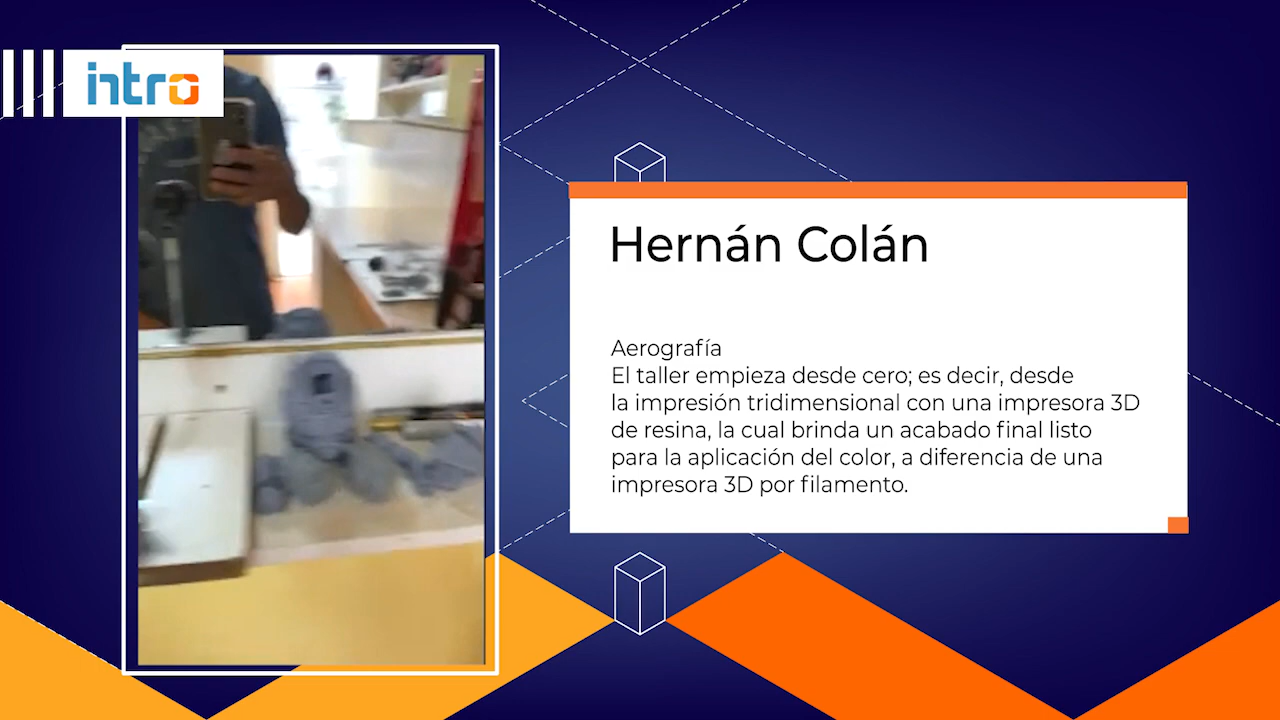 intro
Hernán Colán
Aerografía
El taller empieza desde cero; es decir, desde
la impresión tridimensional con una impresora 3D
de resina, la cual brinda un acabado final listo
para la aplicación del color, a diferencia de una
impresora 3D por filamento.